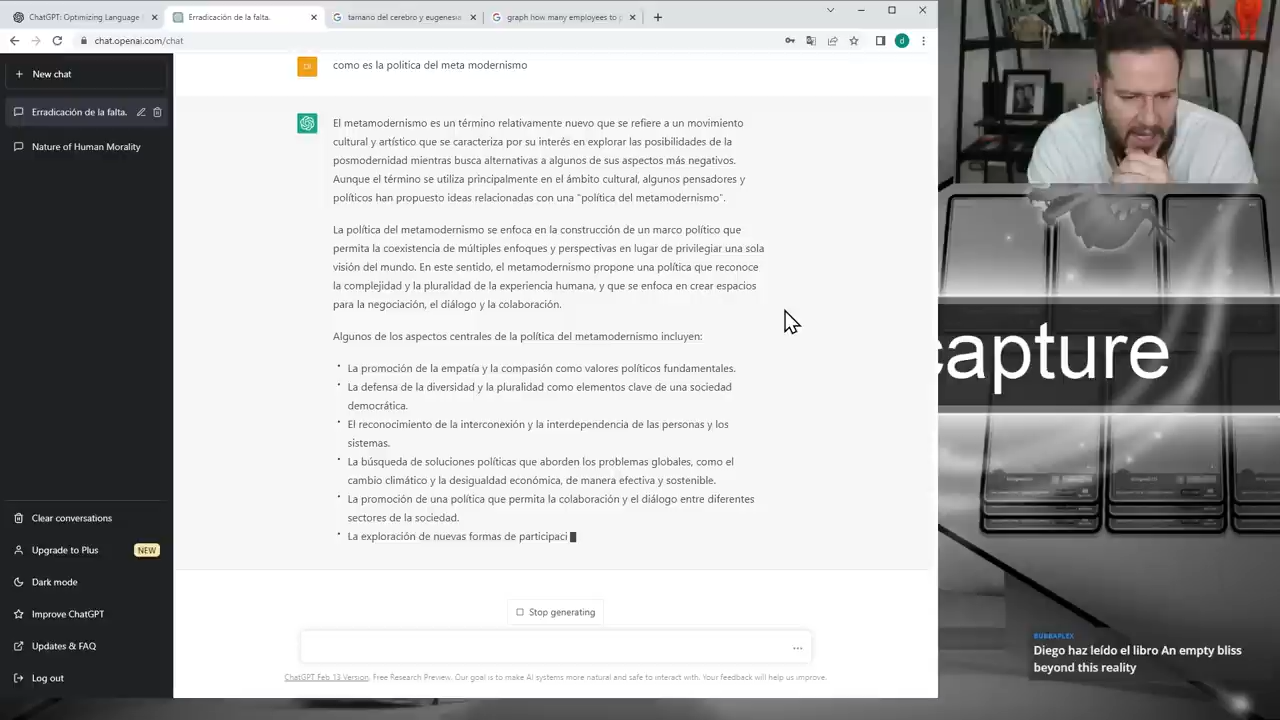 ChatGPT: Optimizing Language
Erradicación de la falta.
tamano del cerebro y eugenesia
graph how many employees to p
chat.openai.com/chat
d
New chat
Erradicación de la falta.
Nature of Human Morality
Clear conversations
Upgrade to Plus
NEW
Dark mode
Improve ChatGPT
Updates & FAQ
Log out
DI
como es la politica del meta modernismo
El metamodernismo es un término relativamente nuevo que se refiere a un movimiento
cultural y artístico que se caracteriza por su interés en explorar las posibilidades de la
posmodernidad mientras busca alternativas a algunos de sus aspectos más negativos.
Aunque el término se utiliza principalmente en el ámbito cultural, algunos pensadores y
políticos han propuesto ideas relacionadas con una "política del metamodernismo".
La política del metamodernismo se enfoca en la construcción de un marco político que
permita la coexistencia de múltiples enfoques y perspectivas en lugar de privilegiar una sola
visión del mundo. En este sentido, el metamodernismo propone una política que reconoce
la complejidad y la pluralidad de la experiencia humana, y que se enfoca en crear espacios
para la negociación, el diálogo y la colaboración.
Algunos de los aspectos centrales de la política del metamodernismo incluyen:
• La promoción de la empatía y la compasión como valores políticos fundamentales.
• La defensa de la diversidad y la pluralidad como elementos clave de una sociedad
democrática.
• El reconocimiento de la interconexión y la interdependencia de las personas y los
sistemas.
• La búsqueda de soluciones políticas que aborden los problemas globales, como el
cambio climático y la desigualdad económica, de manera efectiva y sostenible.
• La promoción de una política que permita la colaboración y el diálogo entre diferentes
sectores de la sociedad.
• La exploración de nuevas formas de participaci
Stop generating
ChatGPT Feb 13 Version. Free Research Preview. Our goal is to make AI systems more natural and safe to interact with. Your feedback will help us improve.
capture
BUBBAFLEX
Diego haz leído el libro An empty bliss
beyond this reality